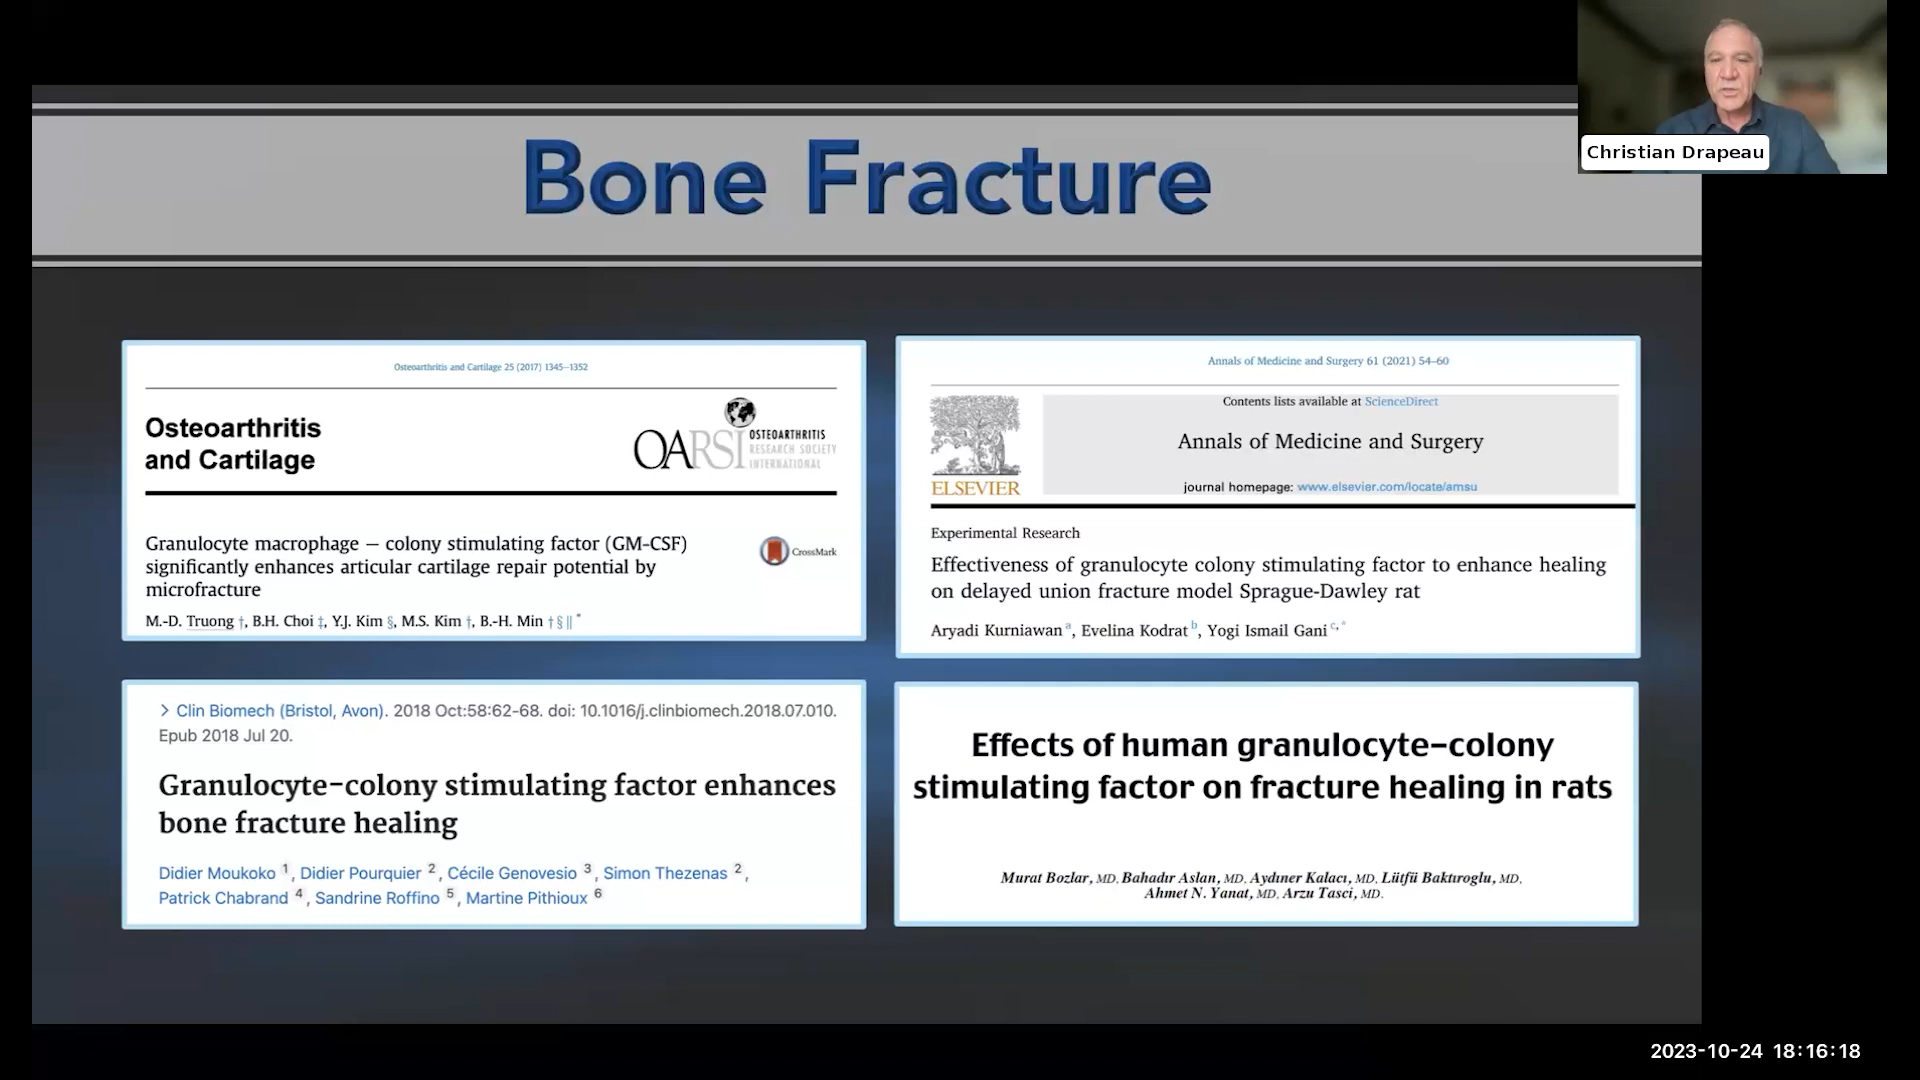 Christian Drapeau
Bone Fracture
Osteoarthritis and Cartilage 25 (2017) 1345–1352
Osteoarthritis
and Cartilage
OARSI OSTEOARTHRITIS
RESEARCH SOCIETY
INTERNATIONAL
Granulocyte macrophage – colony stimulating factor (GM-CSF)
significantly enhances articular cartilage repair potential by
microfracture
CrossMark
M.-D. Truong †, B.H. Choi ‡, Y.J. Kim §, M.S. Kim †, B.-H. Min † § || *
Annals of Medicine and Surgery 61 (2021) 54–60
Contents lists available at ScienceDirect
Annals of Medicine and Surgery
ELSEVIER
journal homepage: www.elsevier.com/locate/amsu
Experimental Research
Effectiveness of granulocyte colony stimulating factor to enhance healing
on delayed union fracture model Sprague-Dawley rat
Aryadi Kurniawan a, Evelina Kodrat b, Yogi Ismail Gani c, *
> Clin Biomech (Bristol, Avon). 2018 Oct:58:62-68. doi: 10.1016/j.clinbiomech.2018.07.010.
Epub 2018 Jul 20.
Granulocyte-colony stimulating factor enhances
bone fracture healing
Didier Moukoko 1, Didier Pourquier 2, Cécile Genovesio 3, Simon Thezenas 2,
Patrick Chabrand 4, Sandrine Roffino 5, Martine Pithioux 6
Effects of human granulocyte-colony
stimulating factor on fracture healing in rats
Murat Bozlar, MD, Bahadır Aslan, MD, Aydıner Kalacı, MD, Lütfü Baktıroglu, MD,
Ahmet N. Yanat, MD, Arzu Tasci, MD.
2023-10-24 18:16:18